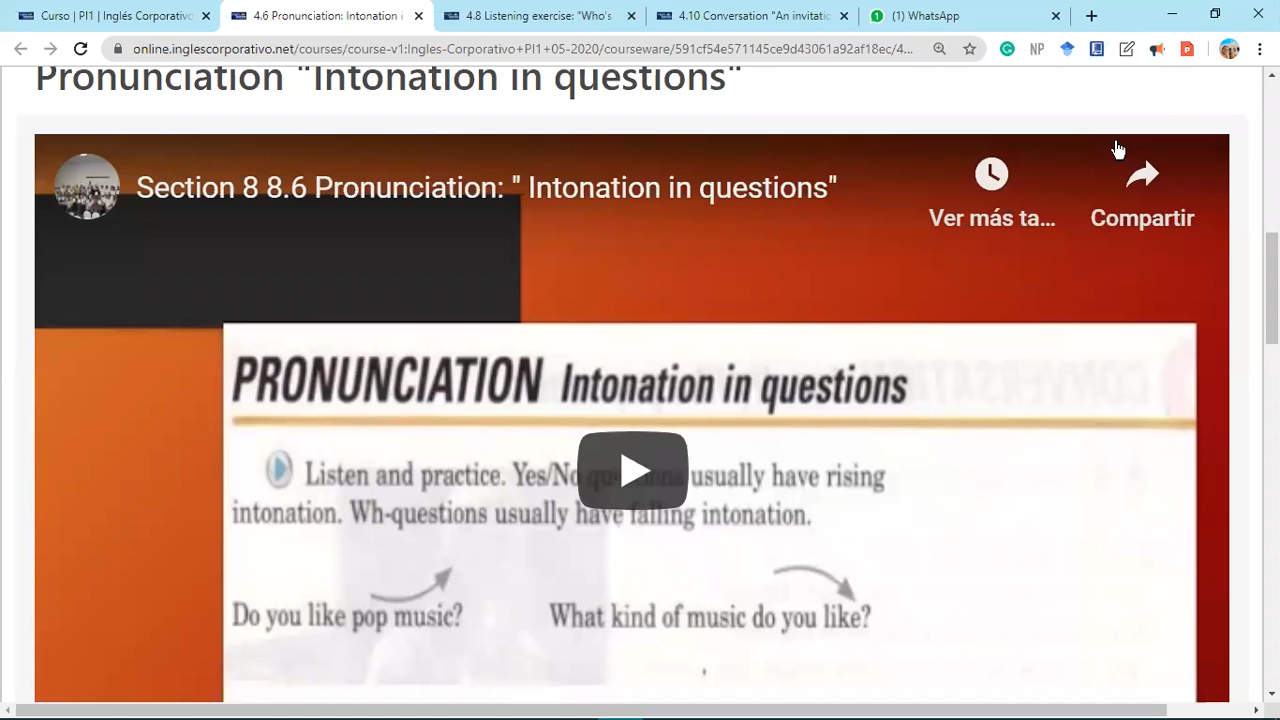 Curso | PI1 | Inglés Corporativo
4.6 Pronunciation: Intonation
4.8 Listening exercise: "Who's
4.10 Conversation "An invitati
(1) WhatsApp
online.inglescorporativo.net/courses/course-v1:Ingles-Corporativo+PI1+05-2020/courseware/591cf540571145ce9d43061a92af18ec/4...
NP
Pronunciation "Intonation in questions"
Section 8 8.6 Pronunciation: " Intonation in questions"
Ver más ta...
Compartir
PRONUNCIATION Intonation in questions
Listen and practice. Yes/No questions usually have rising
intonation. Wh-questions usually have falling intonation.
Do you like pop music?
What kind of music do you like?